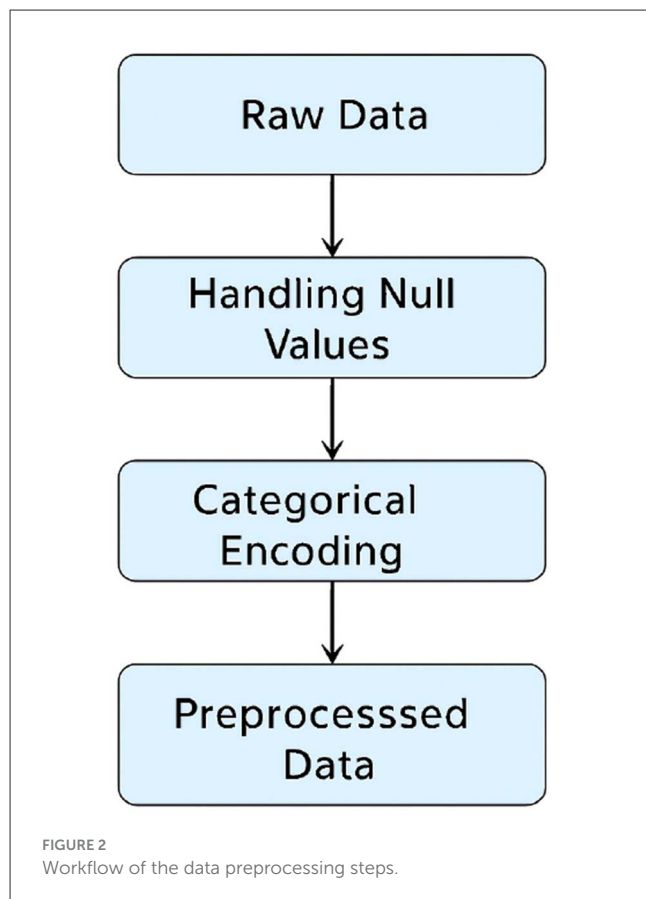 Raw Data
Handling Null
Values
Categorical
Encoding
Preprocesssed
Data
FIGURE 2
Workflow of the data preprocessing steps.